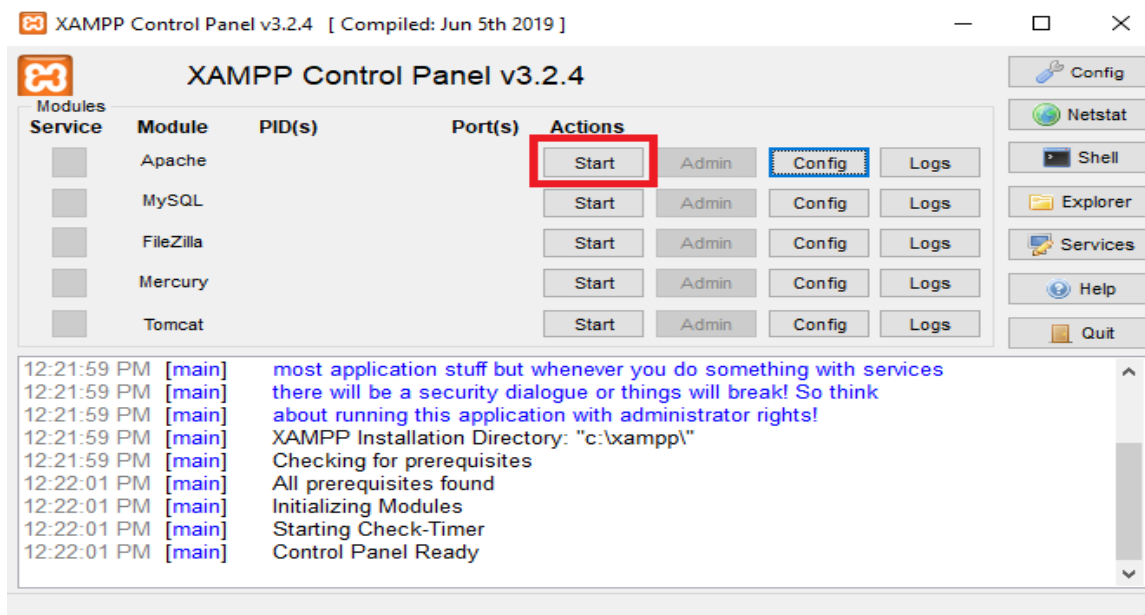 XAMPP Control Panel v3.2.4 [ Compiled: Jun 5th 2019 ]
XAMPP Control Panel v3.2.4
Config
Modules
Service Module PID(s) Port(s) Actions
Netstat
Apache Start Admin Config Logs
Shell
MySQL Start Admin Config Logs
Explorer
FileZilla Start Admin Config Logs
Services
Mercury Start Admin Config Logs
Help
Tomcat Start Admin Config Logs
Quit
12:21:59 PM [main] most application stuff but whenever you do something with services
12:21:59 PM [main] there will be a security dialogue or things will break! So think
12:21:59 PM [main] about running this application with administrator rights!
12:21:59 PM [main] XAMPP Installation Directory: "c:\xampp\"
12:21:59 PM [main] Checking for prerequisites
12:22:01 PM [main] All prerequisites found
12:22:01 PM [main] Initializing Modules
12:22:01 PM [main] Starting Check-Timer
12:22:01 PM [main] Control Panel Ready